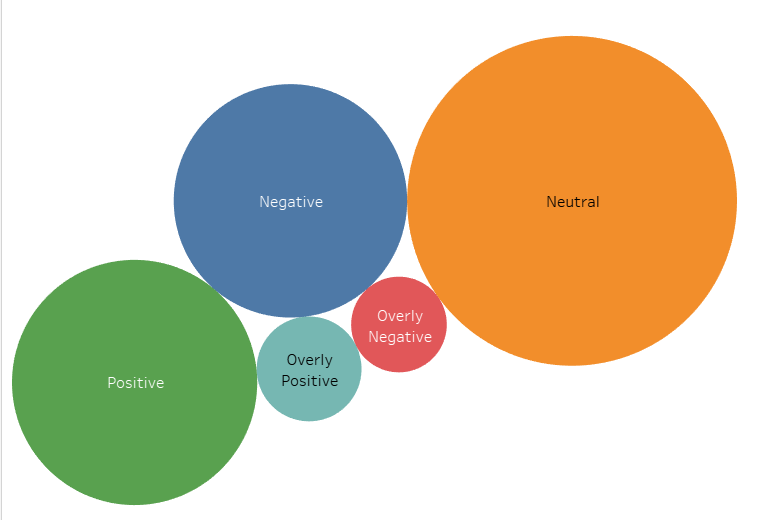 Negative
Neutral
Overly
Negative
Overly
Positive
Positive